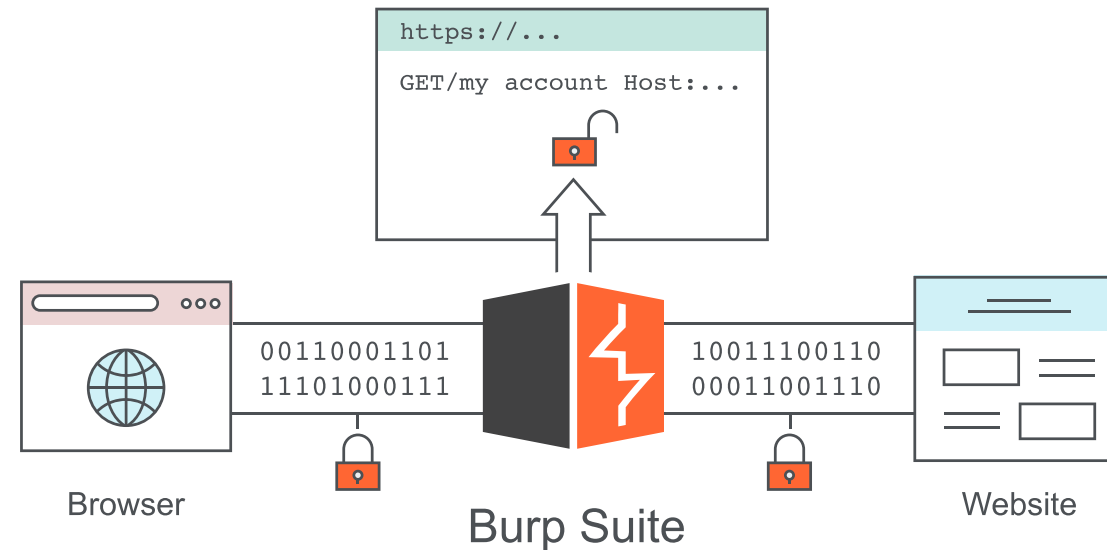 https://...
GET/my account Host:...
00110001101
11101000111
10011100110
00011001110
Browser
Burp Suite
Website